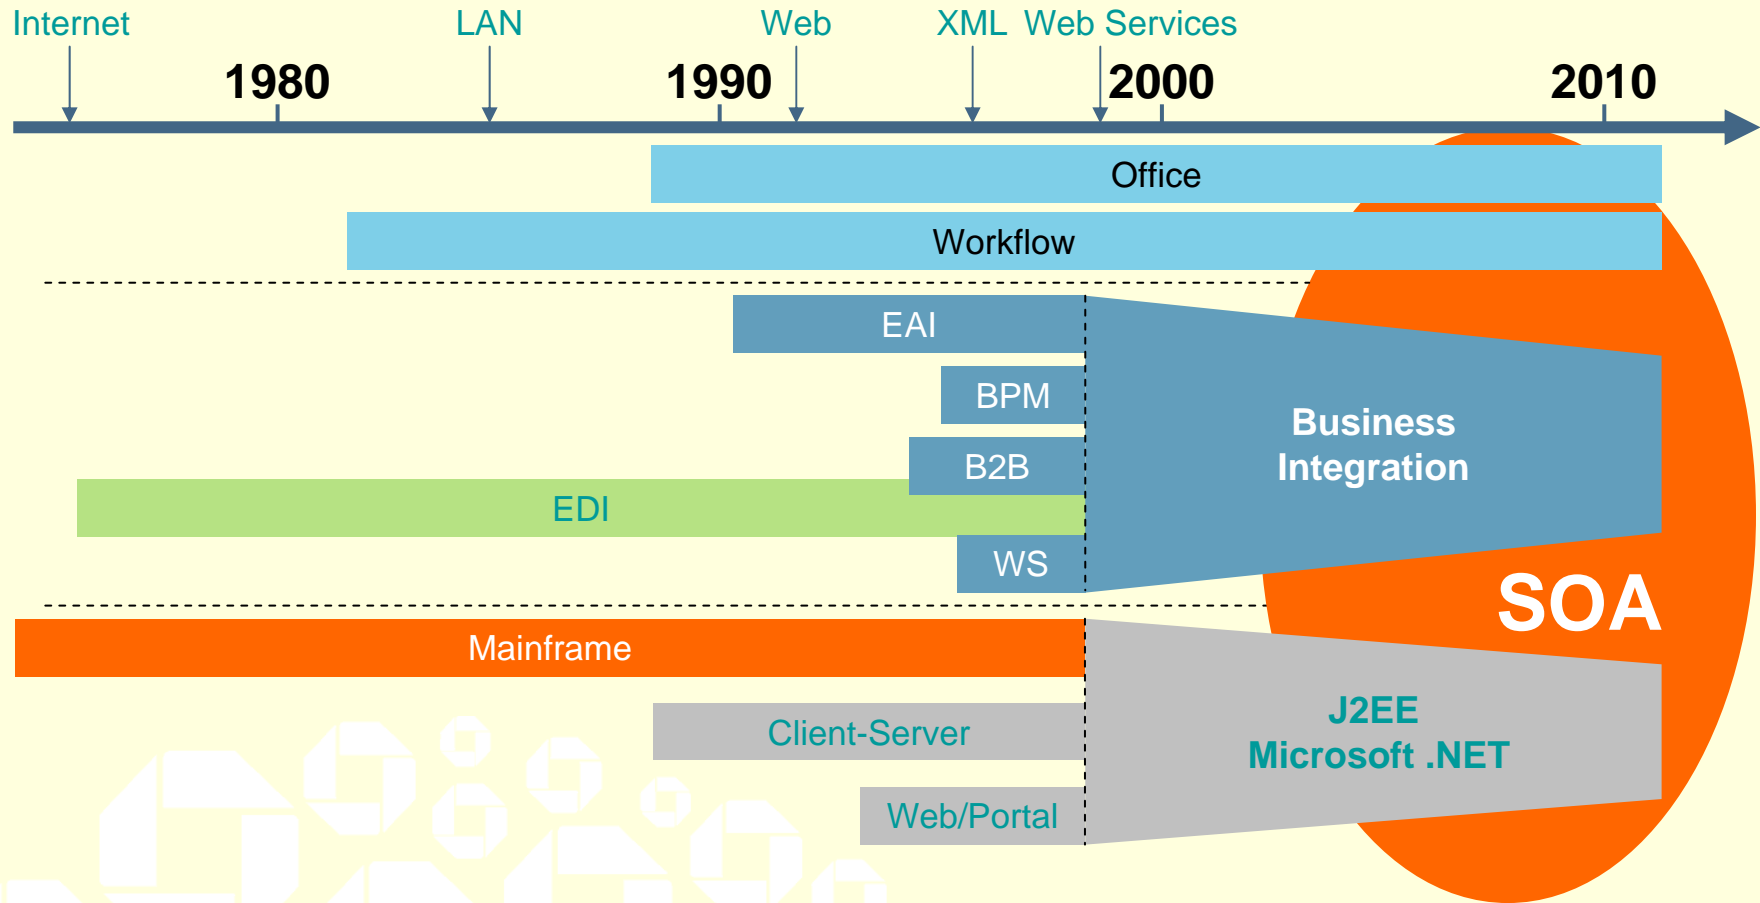 Internet LAN Web XML Web Services
1980 1990 2000 2010
Office
Workflow
EAI
BPM
Business
Integration
B2B
EDI
WS
SOA
Mainframe
Client-Server
J2EE
Microsoft .NET
Web/Portal